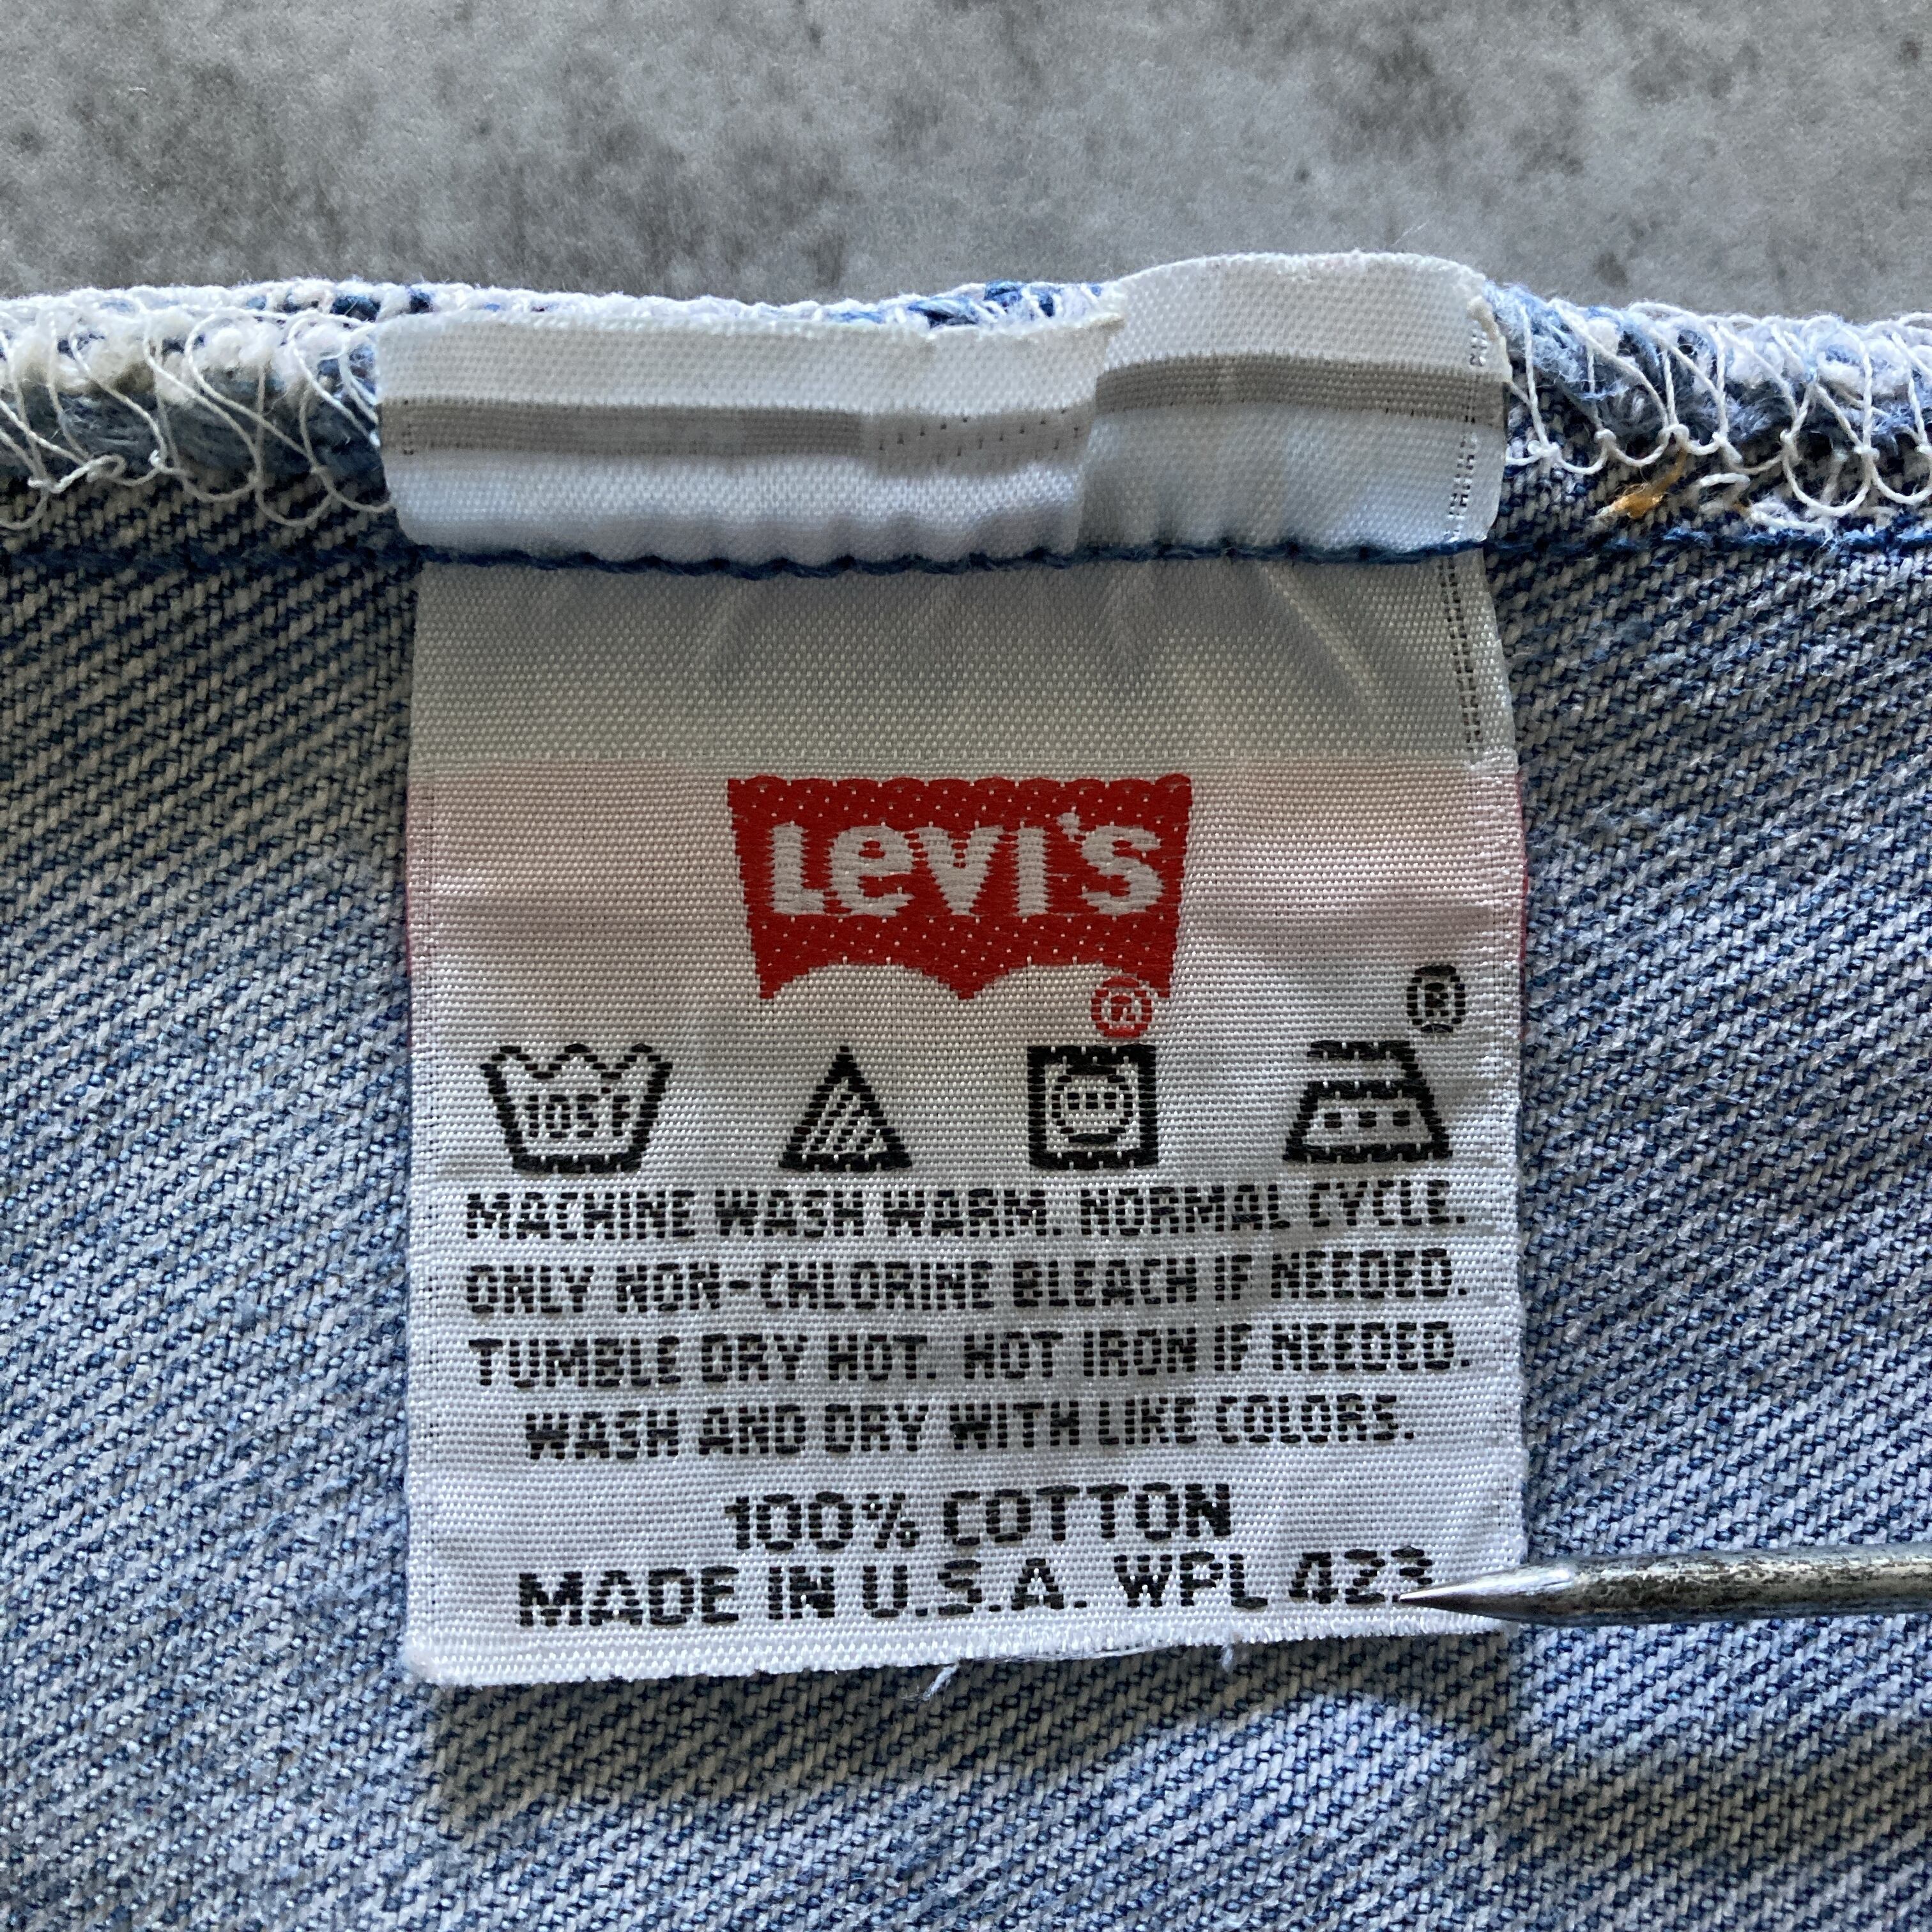 Levi's
®
®
105F
MACHINE WASH WARM. NORMAL CYCLE.
ONLY NON-CHLORINE BLEACH IF NEEDED.
TUMBLE DRY HOT. HOT IRON IF NEEDED.
WASH AND DRY WITH LIKE COLORS.
100% COTTON
MADE IN U.S.A. WPL 423